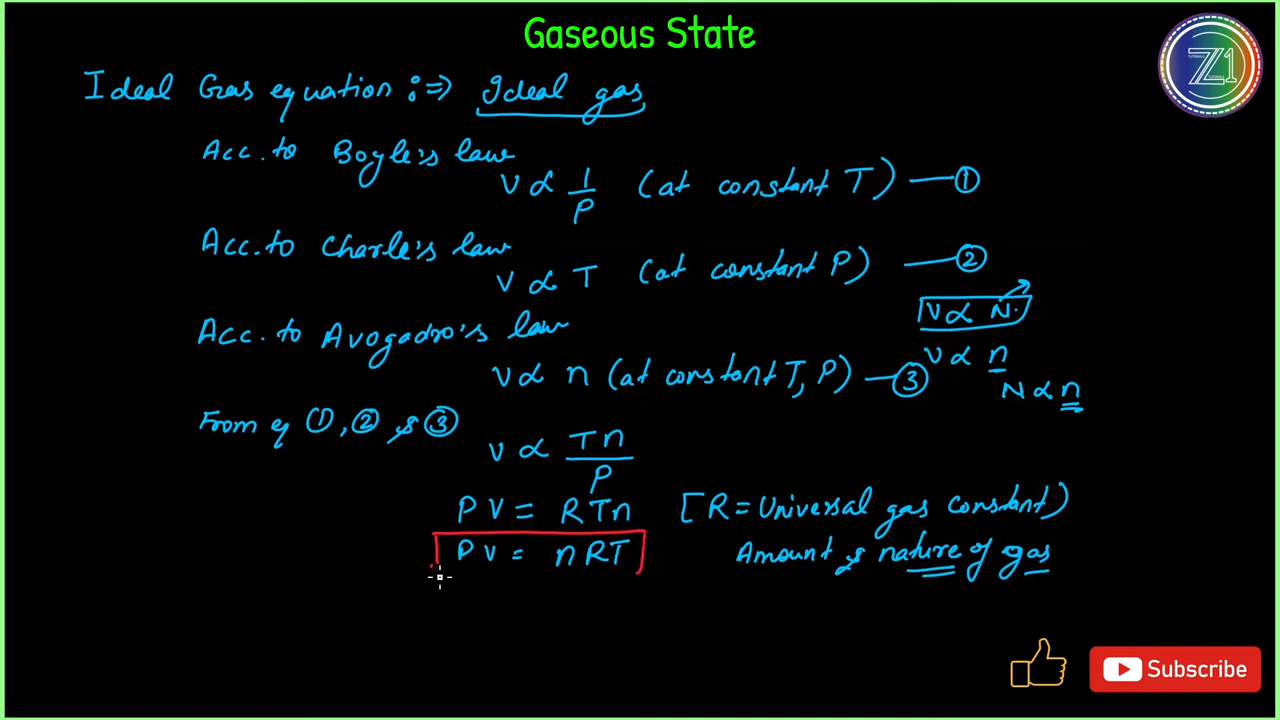 Gaseous State
Ideal Gas equation :⇒ Ideal gas
Acc. to Boyle's law
V ∝ 1/P (at constant T) — ①
Acc. to Charle's law
V ∝ T (at constant P) — ②
V ∝ N.
Acc. to Avogadro's law
V ∝ n
V ∝ n (at constant T, P) — ③
N ∝ n
From eq ①, ② & ③
V ∝ Tn/P
PV = RTn [R = Universal gas constant)
PV = nRT Amount & nature of gas
Subscribe
Z1